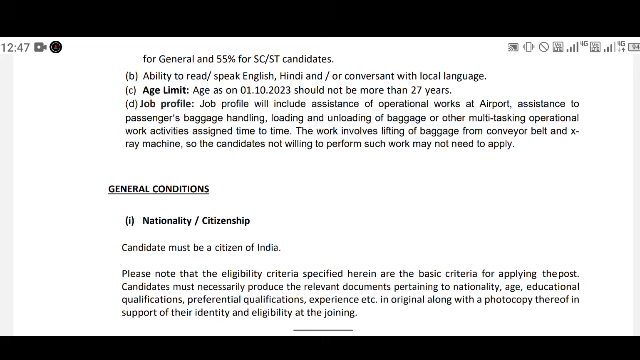 12:47
for General and 55% for SC/ST candidates.
(b) Ability to read/ speak English, Hindi and / or conversant with local language.
(c) Age Limit: Age as on 01.10.2023 should not be more than 27 years.
(d) Job profile: Job profile will include assistance of operational works at Airport, assistance to
passenger's baggage handling, loading and unloading of baggage or other multi-tasking operational
work activities assigned time to time. The work involves lifting of baggage from conveyor belt and x-
ray machine, so the candidates not willing to perform such work may not need to apply.
GENERAL CONDITIONS
(i) Nationality / Citizenship
Candidate must be a citizen of India.
Please note that the eligibility criteria specified herein are the basic criteria for applying thepost.
Candidates must necessarily produce the relevant documents pertaining to nationality, age, educational
qualifications, preferential qualifications, experience etc. in original along with a photocopy thereof in
support of their identity and eligibility at the joining.